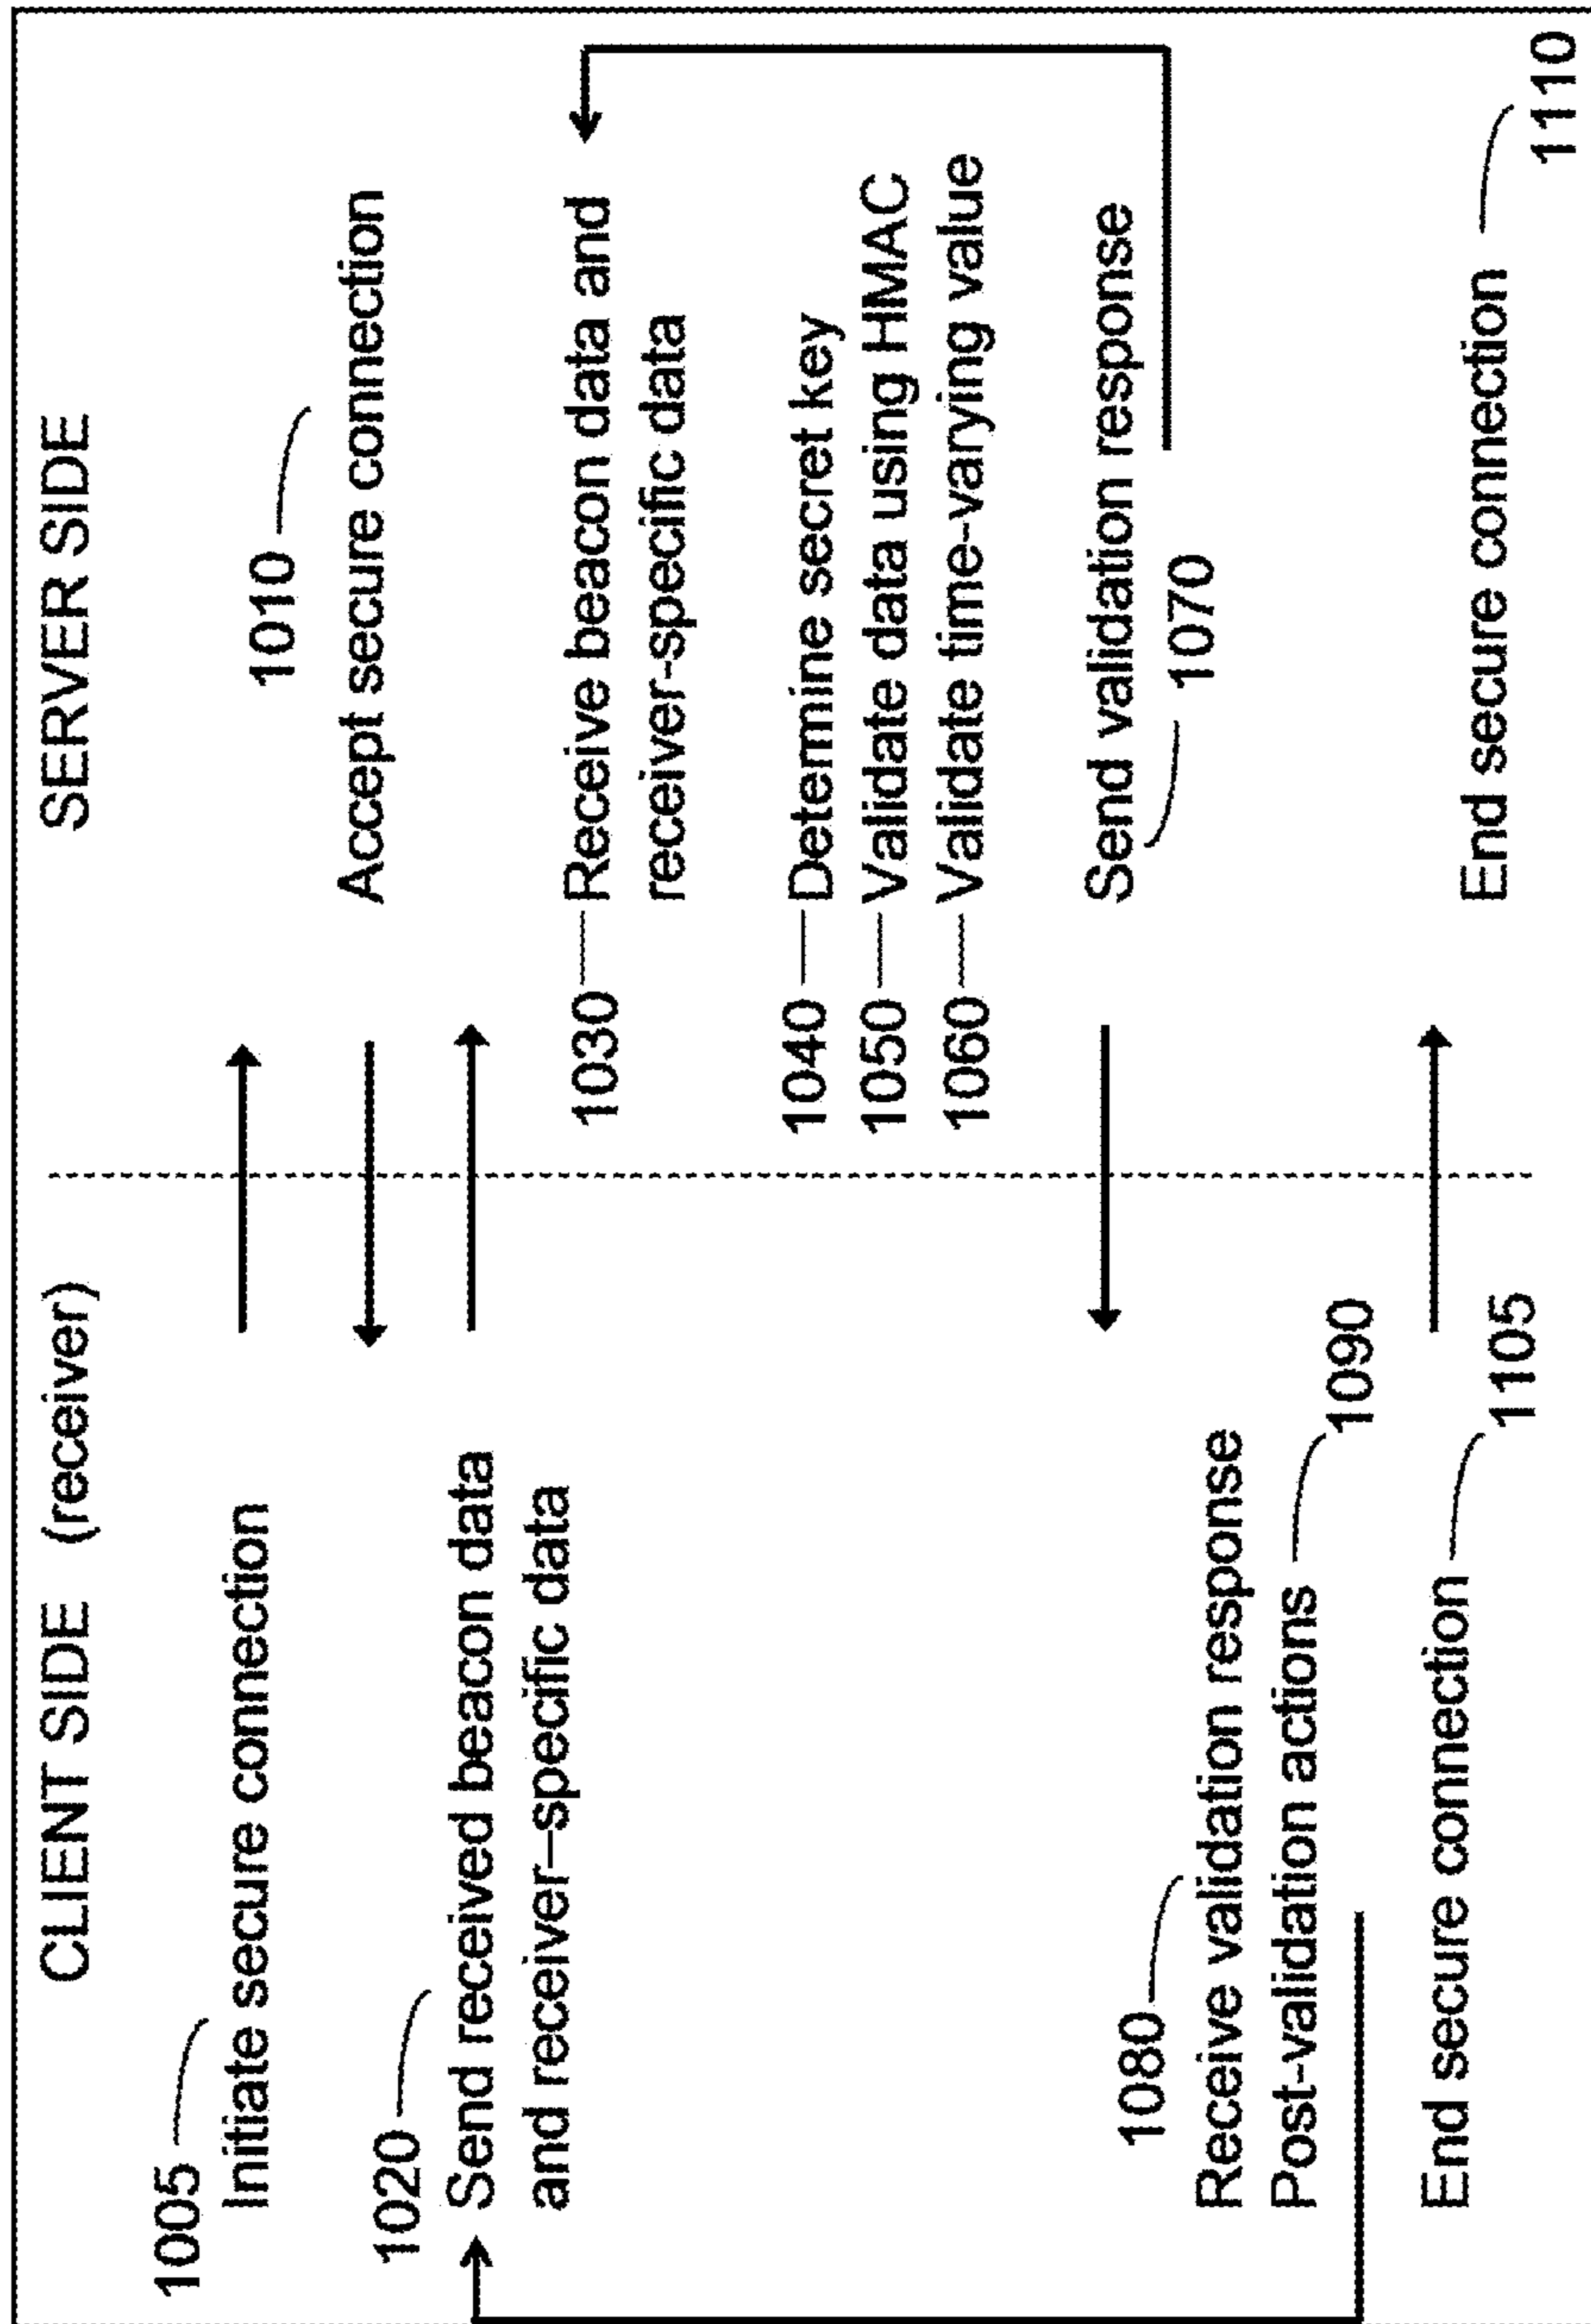 CLIENT SIDE (receiver)
SERVER SIDE
1005
Initiate secure connection
1010
Accept secure connection
1020
Send received beacon data
and receiver–specific data
1030 Receive beacon data and
receiver-specific data
1040 Determine secret key
1050 Validate data using HMAC
1060 Validate time-varying value
Send validation response
1070
1080
Receive validation response
Post-validation actions
1090
End secure connection
1105
End secure connection
1110